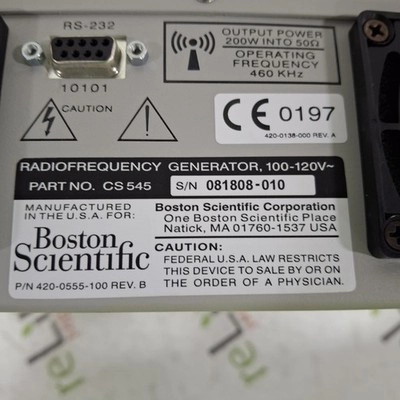 RS-232
10101
OUTPUT POWER
200W INTO 50Ω
OPERATING
FREQUENCY
460 KHz
CAUTION
CE 0197
420-0138-000 REV. A
RADIOFREQUENCY GENERATOR, 100-120V~
PART NO. CS 545
S/N 081808-010
MANUFACTURED
IN THE U.S.A. FOR:
Boston
Scientific
P/N 420-0555-100 REV. B
Boston Scientific Corporation
One Boston Scientific Place
Natick, MA 01760-1537 USA
CAUTION:
FEDERAL U.S.A. LAW RESTRICTS
THIS DEVICE TO SALE BY OR ON
THE ORDER OF A PHYSICIAN.